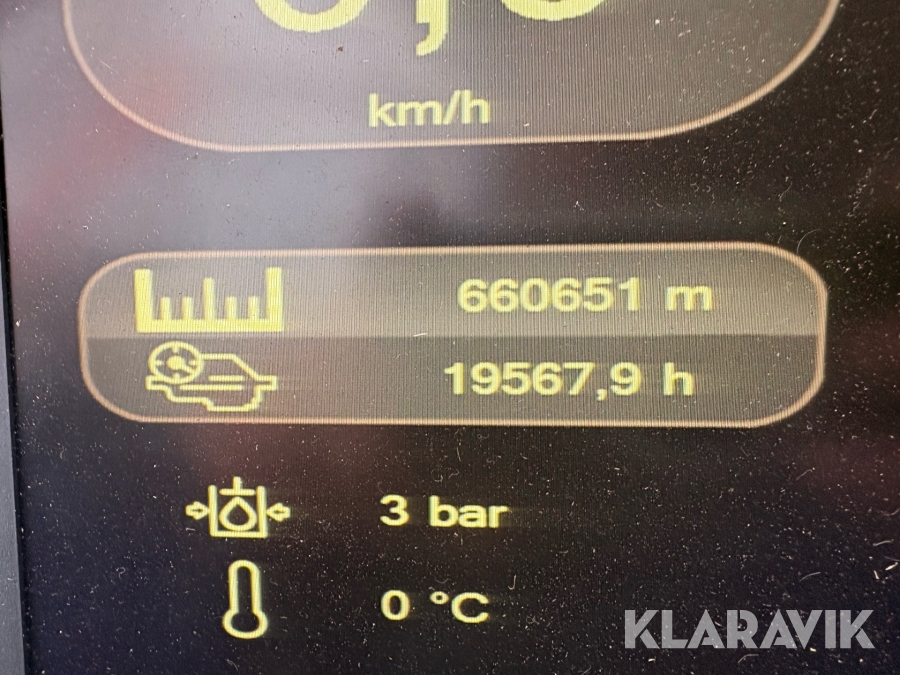 km/h
660651 m
19567,9 h
3 bar
0 °C
KLARAVIK